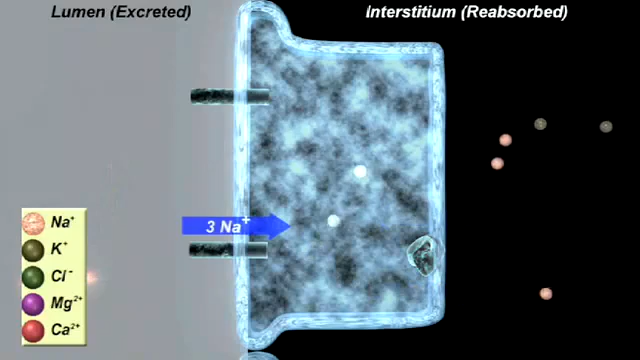 Lumen (Excreted) Interstitium (Reabsorbed)
3 Na⁺
Na⁺
K⁺
Cl⁻
Mg²⁺
Ca²⁺